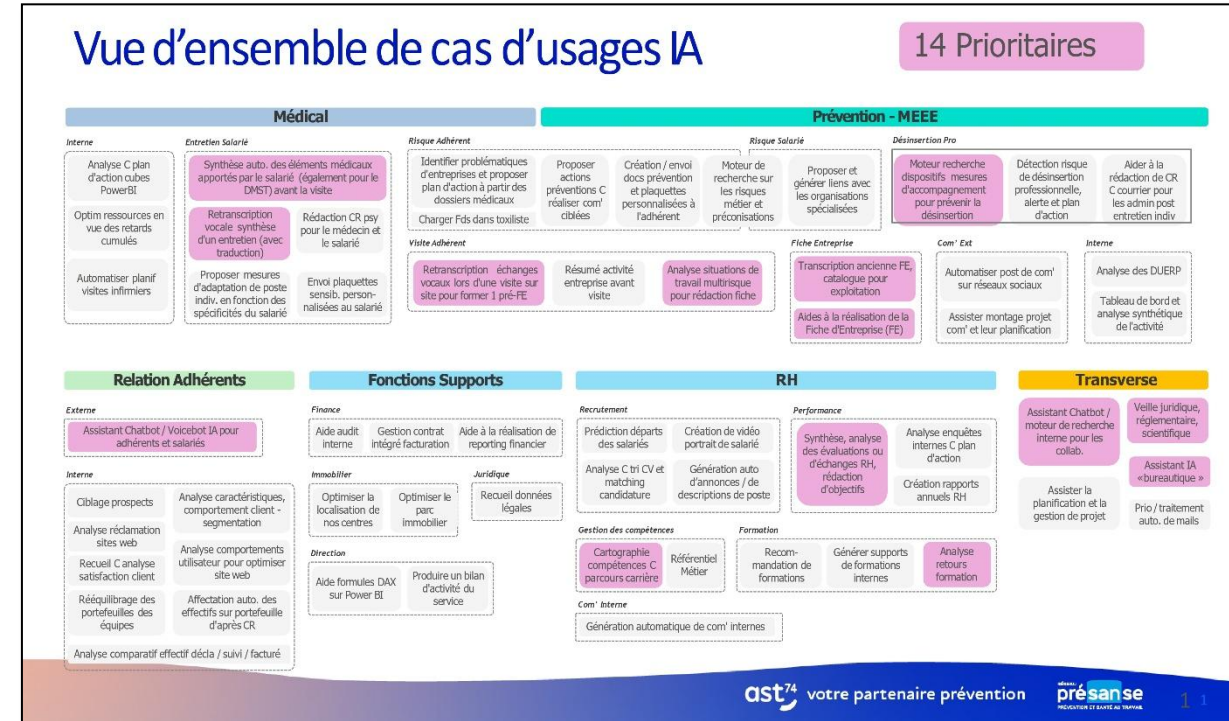 Vue d'ensemble de cas d'usages IA
14 Prioritaires
Médical
Interne
Analyse C plan
d'action cubes
PowerBI
Optim ressources en
vue des retards
cumulés
Automatiser planif
visites infirmiers
Entretien Salarié
Synthèse auto. des éléments médicaux
apportés par le salarié (également pour le
DMST) avant la visite
Retranscription
vocale synthèse
d'un entretien (avec
traduction)
Rédaction CR psy
pour le médecin et
le salarié
Proposer mesures
d'adaptation de poste
indiv. en fonction des
spécificités du salarié
Envoi plaquettes
sensib. person-
nalisées au salarié
Prévention - MEEE
Risque Adhérent
Identifier problématiques
d'entreprises et proposer
plan d'action à partir des
dossiers médicaux
Charger Fds dans toxiliste
Proposer
actions
préventions C
réaliser com'
ciblées
Création / envoi
docs prévention
et plaquettes
personnalisées à
l'adhérent
Moteur de
recherche sur
les risques
métier et
préconisations
Risque Salarié
Proposer et
générer liens avec
les organisations
spécialisées
Désinsertion Pro
Moteur recherche
dispositifs mesures
d'accompagnement
pour prévenir la
désinsertion
Détection risque
de désinsertion
professionnelle,
alerte et plan
d'action
Aider à la
rédaction de CR
C courrier pour
les admin post
entretien indiv
Visite Adhérent
Retranscription échanges
vocaux lors d'une visite sur
site pour former 1 pré-FE
Résumé activité
entreprise avant
visite
Analyse situations de
travail multirisque
pour rédaction fiche
Fiche Entreprise
Transcription ancienne FE,
catalogue pour
exploitation
Aides à la réalisation de la
Fiche d'Entreprise (FE)
Com' Ext
Automatiser post de com'
sur réseaux sociaux
Assister montage projet
com' et leur planification
Interne
Analyse des DUERP
Tableau de bord et
analyse synthétique
de l'activité
Relation Adhérents
Externe
Assistant Chatbot / Voicebot IA pour
adhérents et salariés
Interne
Ciblage prospects
Analyse réclamation
sites web
Recueil C analyse
satisfaction client
Rééquilibrage des
portefeuilles des
équipes
Analyse caractéristiques,
comportement client -
segmentation
Analyse comportements
utilisateur pour optimiser
site web
Affectation auto. des
effectifs sur portefeuille
d'après CR
Analyse comparatif effectif décla / suivi / facturé
Fonctions Supports
Finance
Aide audit
interne
Gestion contrat
intégré facturation
Aide à la réalisation de
reporting financier
Immobilier
Optimiser la
localisation de
nos centres
Optimiser le
parc
immobilier
Juridique
Recueil données
légales
Direction
Aide formules DAX
sur Power BI
Produire un bilan
d'activité du
service
RH
Recrutement
Prédiction départs
des salariés
Création de vidéo
portrait de salarié
Analyse C tri CV et
matching
candidature
Génération auto
d'annonces / de
descriptions de poste
Performance
Synthèse, analyse
des évaluations ou
d'échanges RH,
rédaction
d'objectifs
Analyse enquêtes
internes C plan
d'action
Création rapports
annuels RH
Gestion des compétences
Cartographie
compétences C
parcours carrière
Référentiel
Métier
Formation
Recom-
mandation de
formations
Générer supports
de formations
internes
Analyse
retours
formation
Com' Interne
Génération automatique de com' internes
Transverse
Assistant Chatbot /
moteur de recherche
interne pour les
collab.
Veille juridique,
réglementaire,
scientifique
Assistant IA
«bureautique »
Assister la
planification et la
gestion de projet
Prio / traitement
auto. de mails
ast74 votre partenaire prévention
RÉSEAU
présanse
PRÉVENTION ET SANTÉ AU TRAVAIL
1 1